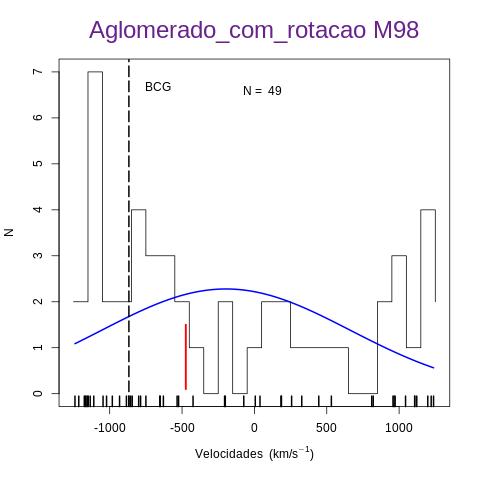 Aglomerado_com_rotacao M98
BCG
N = 49
7
6
5
4
3
2
1
0
N
-1000 -500 0 500 1000
Velocidades (km/s⁻¹)